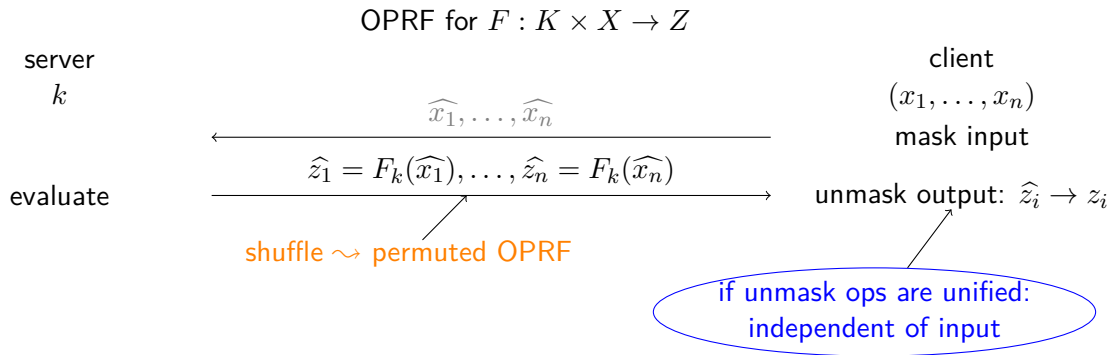 OPRF for F : K × X → Z
server
client
k
(x₁, . . . , xₙ)
x̂₁, . . . , x̂ₙ
mask input
ẑ₁ = Fₖ(x̂₁), . . . , ẑₙ = Fₖ(x̂ₙ)
evaluate
unmask output: ẑᵢ → zᵢ
shuffle ⇝ permuted OPRF
if unmask ops are unified:
independent of input